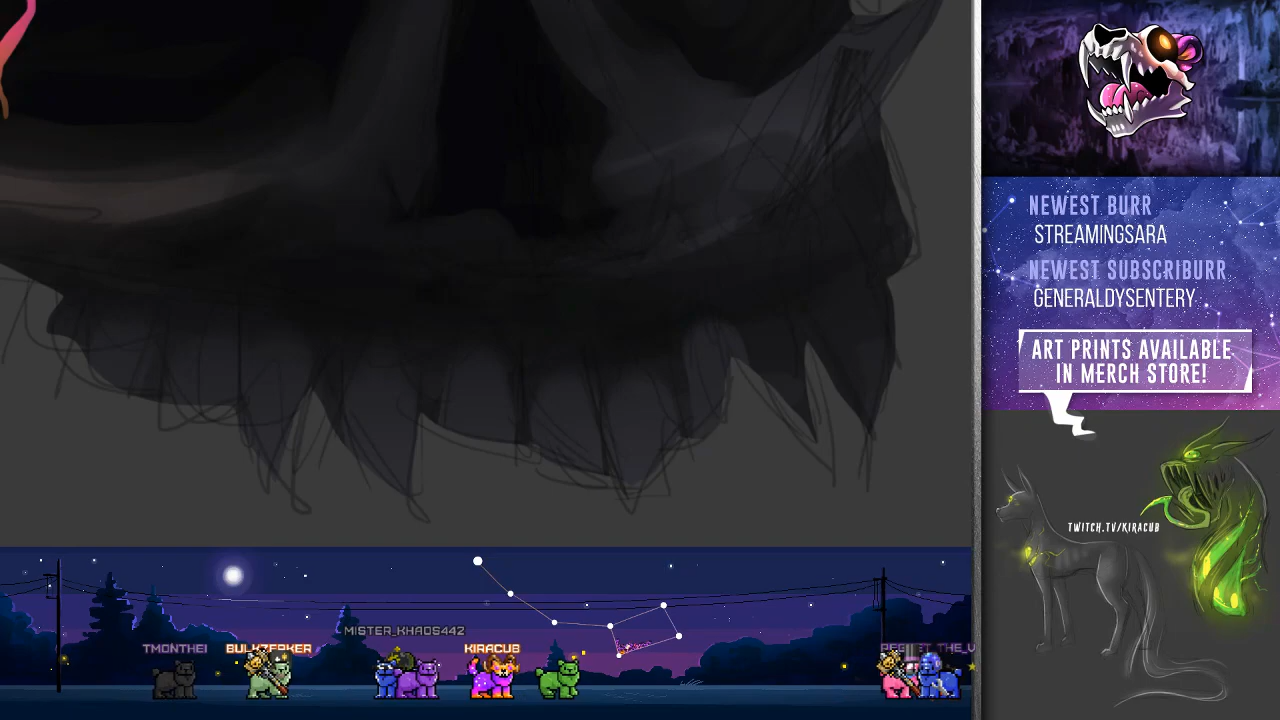 NEWEST BURR
STREAMINGSARA
NEWEST SUBSCRIBURR
GENERALDYSENTERY
ART PRINTS AVAILABLE
IN MERCH STORE!
TWITCH.TV/KIRACUB
MISTER_KHAOS442
TMONTHEI
KIRACUB